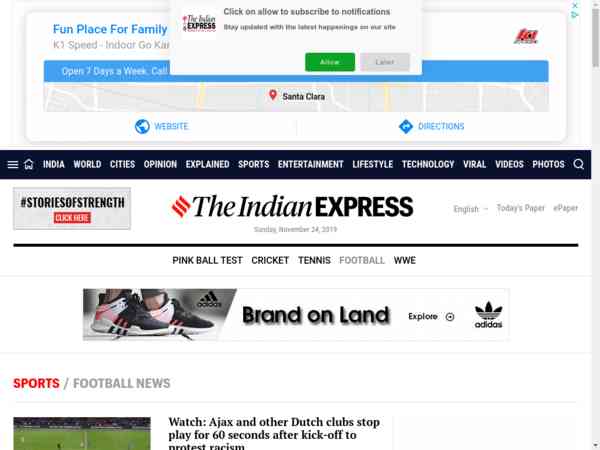 Click on allow to subscribe to notifications
Stay updated with the latest happenings on our site
Allow
Later
The Indian
EXPRESS
Fun Place For Family
K1 Speed - Indoor Go Kar
Open 7 Days a Week. Call
Santa Clara
WEBSITE
DIRECTIONS
INDIA WORLD CITIES OPINION EXPLAINED SPORTS ENTERTAINMENT LIFESTYLE TECHNOLOGY VIRAL VIDEOS PHOTOS
#STORIESOFSTRENGTH
CLICK HERE
The Indian EXPRESS
Sunday, November 24, 2019
English
Today's Paper
ePaper
PINK BALL TEST CRICKET TENNIS FOOTBALL WWE
adidas
Brand on Land
Explore
adidas
SPORTS / FOOTBALL NEWS
Watch: Ajax and other Dutch clubs stop
play for 60 seconds after kick-off to
protest racism